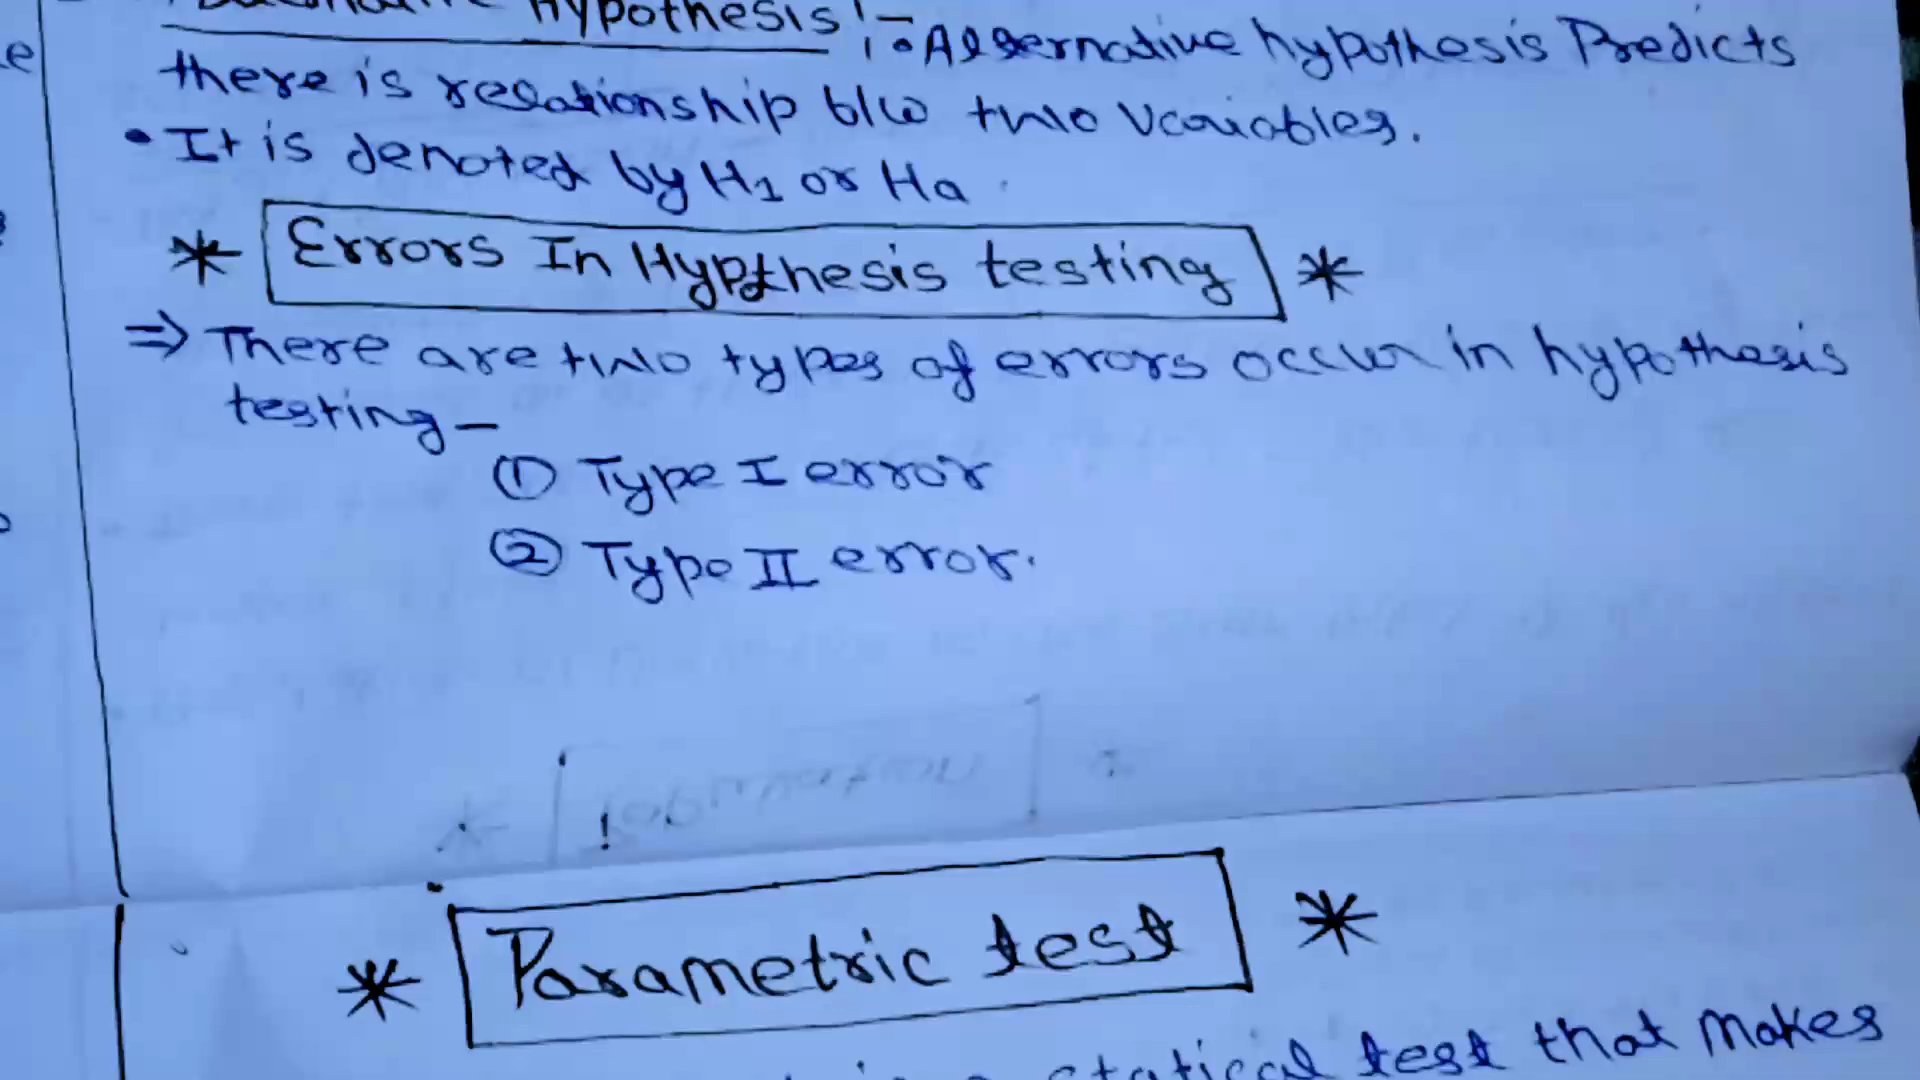 Hypothesis :-
• Alternative hypothesis Predicts
there is relationship b/w two Variables.
• It is denoted by H1 or Ha.
* Errors In Hypothesis testing *
⇒ There are two types of errors occur in hypothesis
testing –
① Type I error
② Type II error.
* Parametric test *
statical test that makes